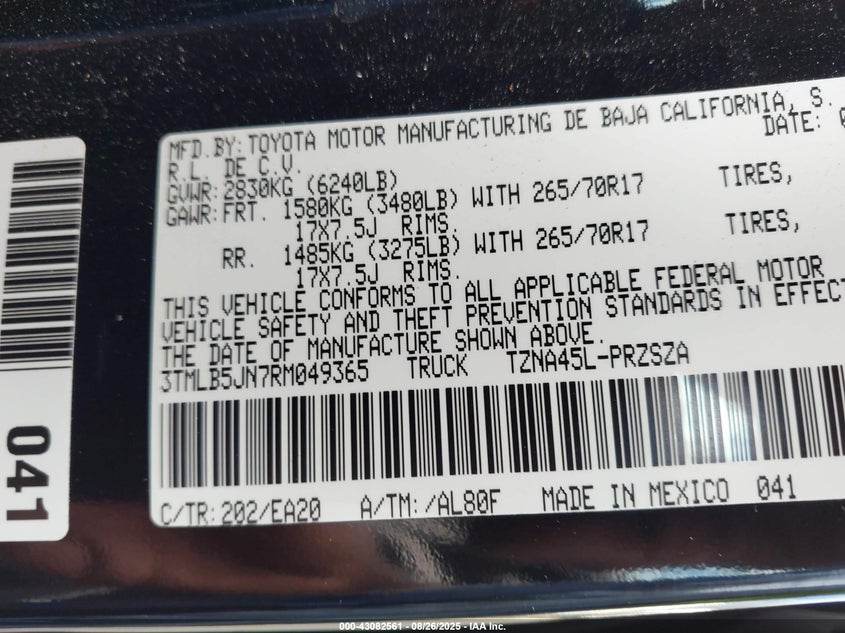 MFD.BY: TOYOTA MOTOR MANUFACTURING DE BAJA CALIFORNIA, S.
R.L. DE C.V. DATE: 0
GVWR: 2830KG (6240LB)
GAWR: FRT. 1580KG (3480LB) WITH 265/70R17 TIRES,
17X7.5J RIMS.
RR. 1485KG (3275LB) WITH 265/70R17 TIRES,
17X7.5J RIMS.
THIS VEHICLE CONFORMS TO ALL APPLICABLE FEDERAL MOTOR
VEHICLE SAFETY AND THEFT PREVENTION STANDARDS IN EFFECT
THE DATE OF MANUFACTURE SHOWN ABOVE.
3TMLB5JN7RM049365 TRUCK TZNA45L-PRZSZA
C/TR: 202/EA20 A/TM: /AL80F MADE IN MEXICO 041
041
000-43082561 - 08/26/2025 - IAA Inc.